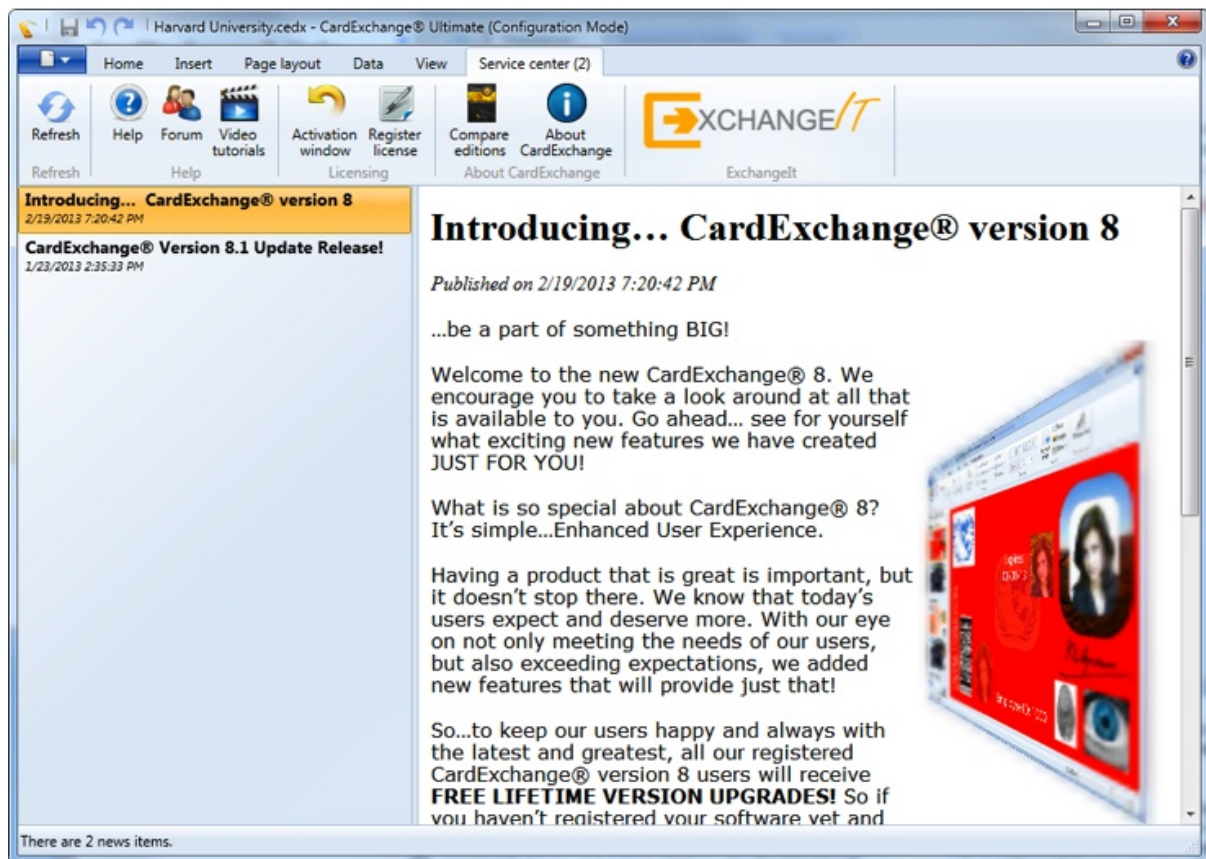 Harvard University.cedx - CardExchange® Ultimate (Configuration Mode)
Home Insert Page layout Data View Service center (2)
Refresh Help Forum Video tutorials Activation window Register license Compare editions About CardExchange EXCHANGE IT
Refresh Help Licensing About CardExchange ExchangeIt
Introducing... CardExchange® version 8
2/19/2013 7:20:42 PM
CardExchange® Version 8.1 Update Release!
1/23/2013 2:35:33 PM
Introducing... CardExchange® version 8
Published on 2/19/2013 7:20:42 PM
...be a part of something BIG!
Welcome to the new CardExchange® 8. We
encourage you to take a look around at all that
is available to you. Go ahead... see for yourself
what exciting new features we have created
JUST FOR YOU!
What is so special about CardExchange® 8?
It's simple...Enhanced User Experience.
Having a product that is great is important, but
it doesn't stop there. We know that today's
users expect and deserve more. With our eye
on not only meeting the needs of our users,
but also exceeding expectations, we added
new features that will provide just that!
So...to keep our users happy and always with
the latest and greatest, all our registered
CardExchange® version 8 users will receive
FREE LIFETIME VERSION UPGRADES! So if
you haven't registered your software yet and
There are 2 news items.